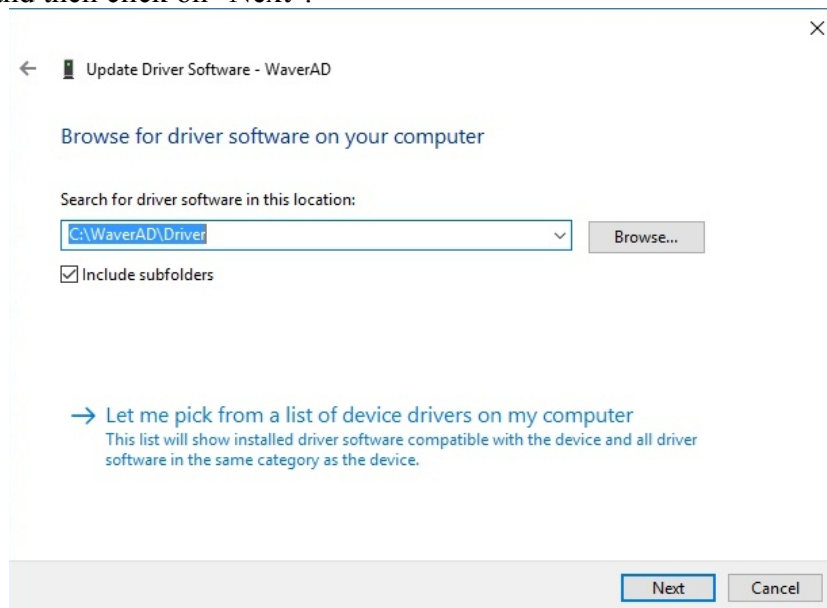 and then click on "Next".
Update Driver Software - WaverAD
Browse for driver software on your computer
Search for driver software in this location:
C:\WaverAD\Driver
Browse...
Include subfolders
Let me pick from a list of device drivers on my computer
This list will show installed driver software compatible with the device and all driver
software in the same category as the device.
Next
Cancel